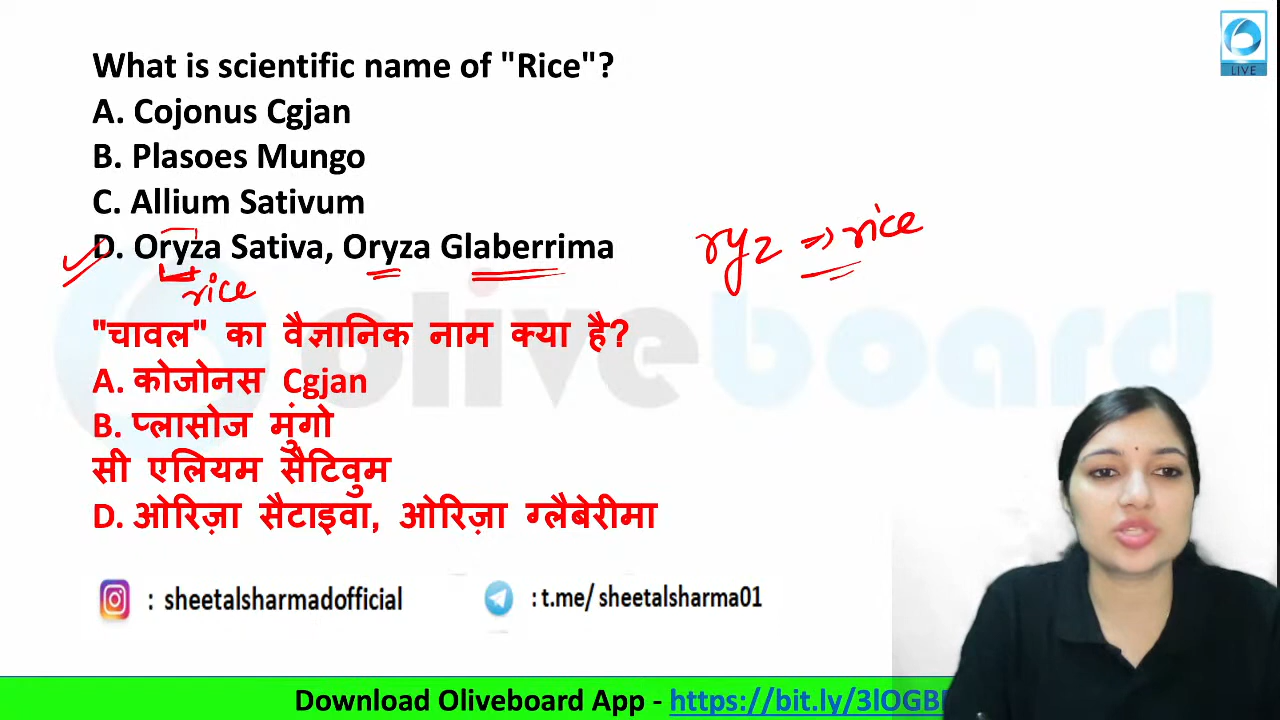 LIVE
What is scientific name of "Rice"?
A. Cojonus Cgjan
B. Plasoes Mungo
C. Allium Sativum
D. Oryza Sativa, Oryza Glaberrima
ryz => rice
rice
"चावल" का वैज्ञानिक नाम क्या है?
A. कोजोनस Cgjan
B. प्लासोज मुंगो
सी एलियम सैटिवुम
D. ओरिज़ा सैटाइवा, ओरिज़ा ग्लैबेरीमा
oliveboard
: sheetalsharmadofficial
: t.me/ sheetalsharma01
Download Oliveboard App - https://bit.ly/3lOGB